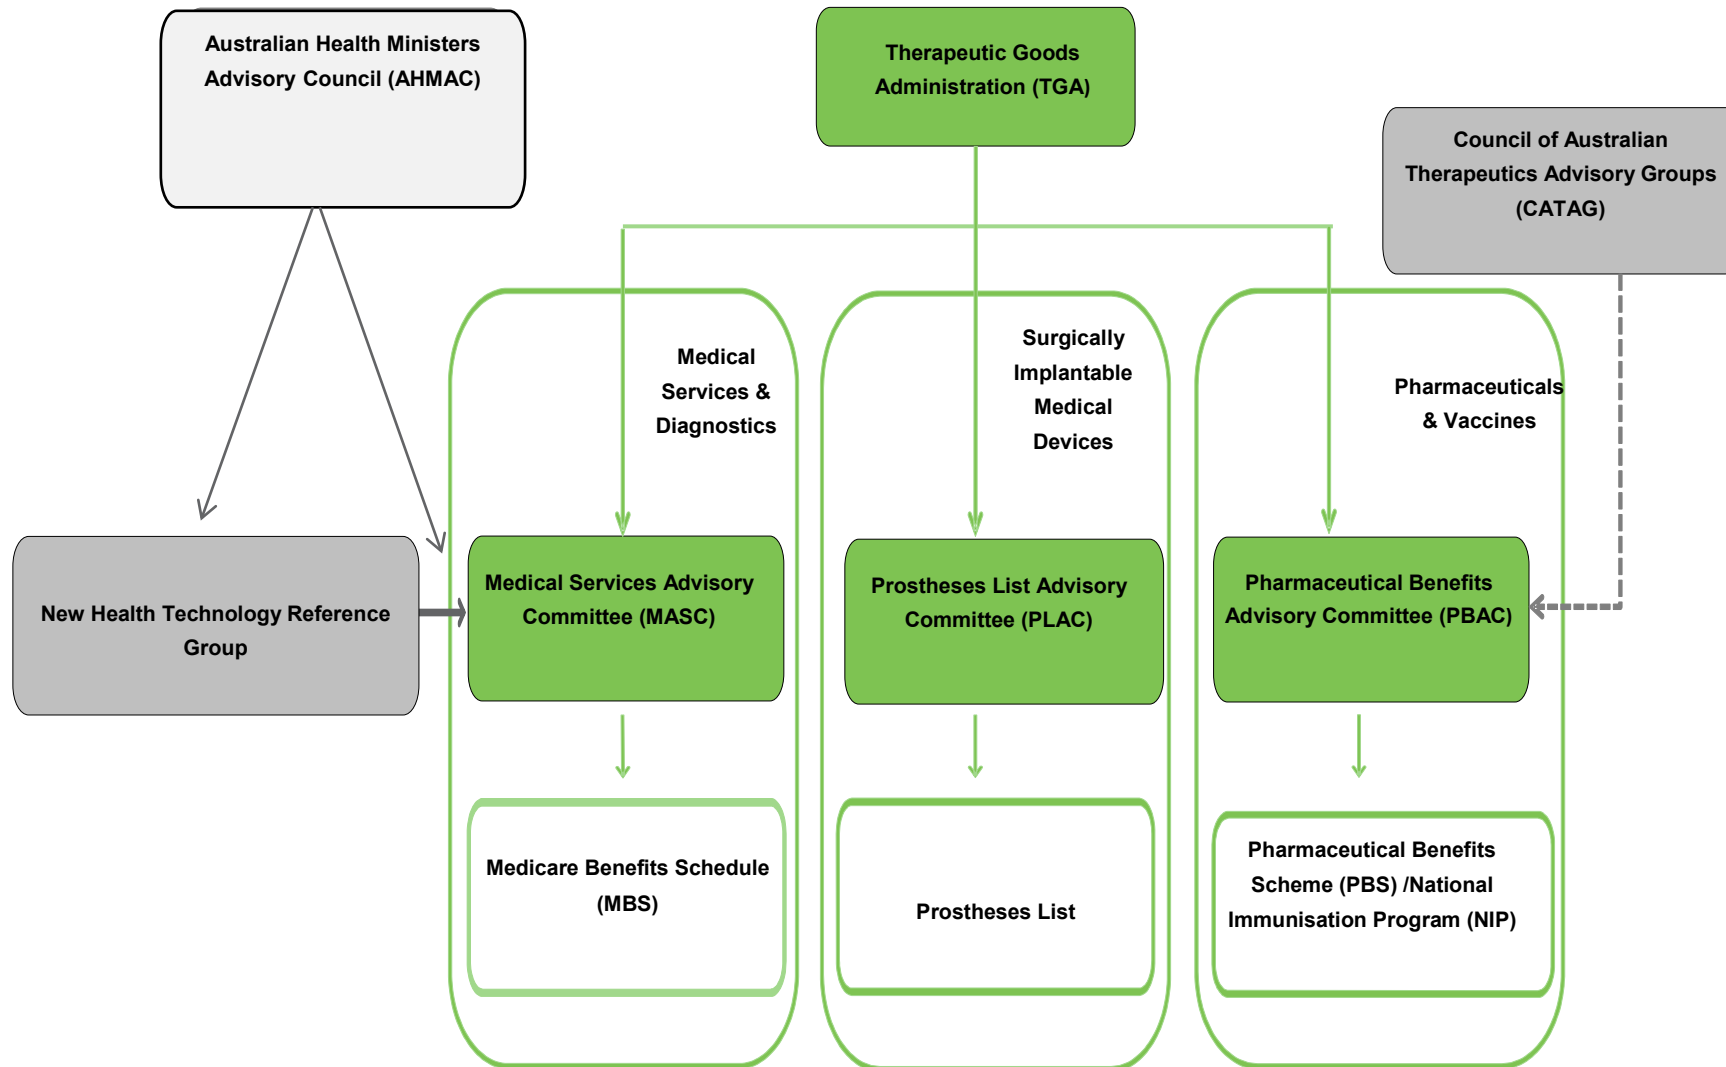 Australian Health Ministers
Advisory Council (AHMAC)
Therapeutic Goods
Administration (TGA)
Council of Australian
Therapeutics Advisory Groups
(CATAG)
Medical
Services &
Diagnostics
Surgically
Implantable
Medical
Devices
Pharmaceuticals
& Vaccines
New Health Technology Reference
Group
Medical Services Advisory
Committee (MASC)
Prostheses List Advisory
Committee (PLAC)
Pharmaceutical Benefits
Advisory Committee (PBAC)
Medicare Benefits Schedule
(MBS)
Prostheses List
Pharmaceutical Benefits
Scheme (PBS) /National
Immunisation Program (NIP)